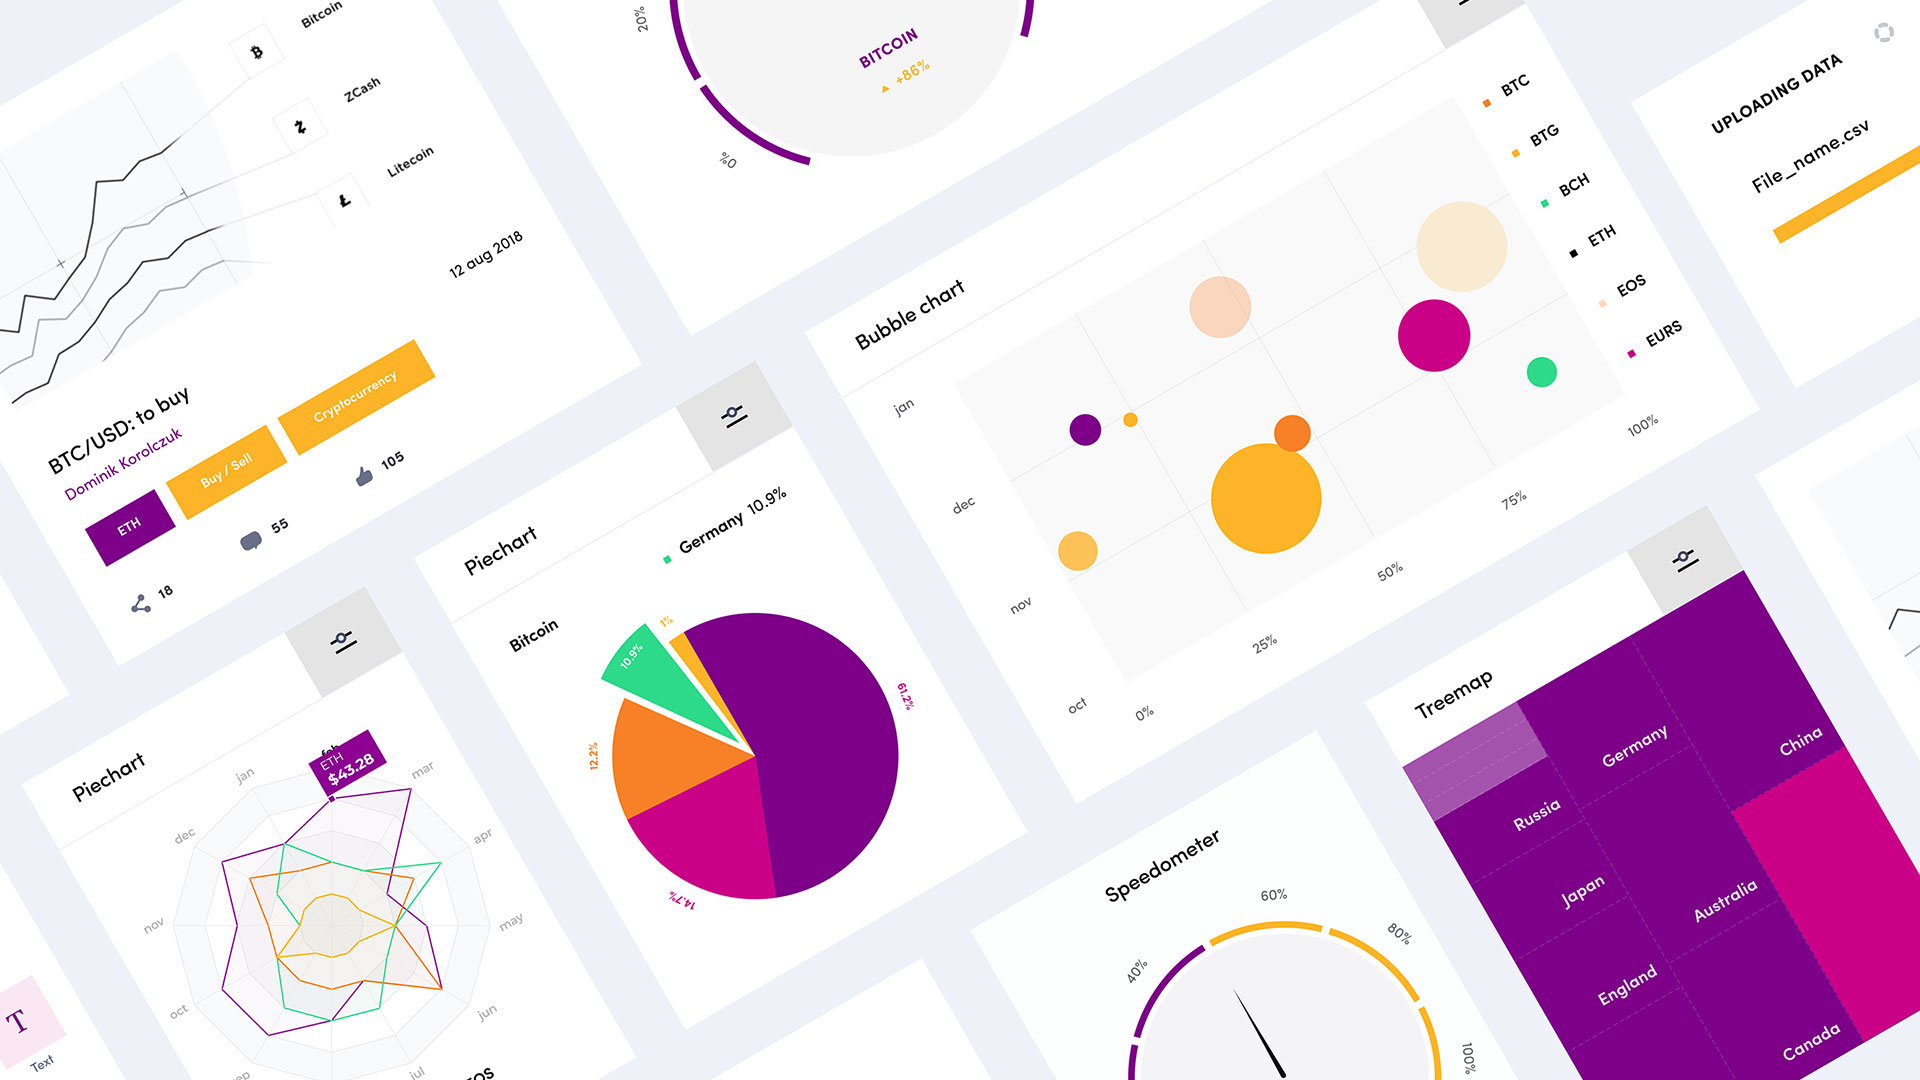 Bitcoin
ZCash
Litecoin
12 aug 2018
BTC/USD: to buy
Dominik Korolczuk
ETH
Buy / Sell
Cryptocurrency
18
55
105
20%
0%
BITCOIN
+86%
Bubble chart
jan
dec
nov
oct
0%
25%
50%
75%
100%
BTC
BTG
BCH
ETH
EOS
EURS
UPLOADING DATA
File_name.csv
Piechart
Bitcoin
Germany 10.9%
1%
10.9%
61.2%
12.2%
14.7%
Piechart
ETH
$43.28
jan
feb
mar
apr
may
jun
jul
oct
nov
dec
T
Text
Speedometer
40%
60%
80%
100%
Treemap
Germany
China
Russia
Japan
Australia
England
Canada